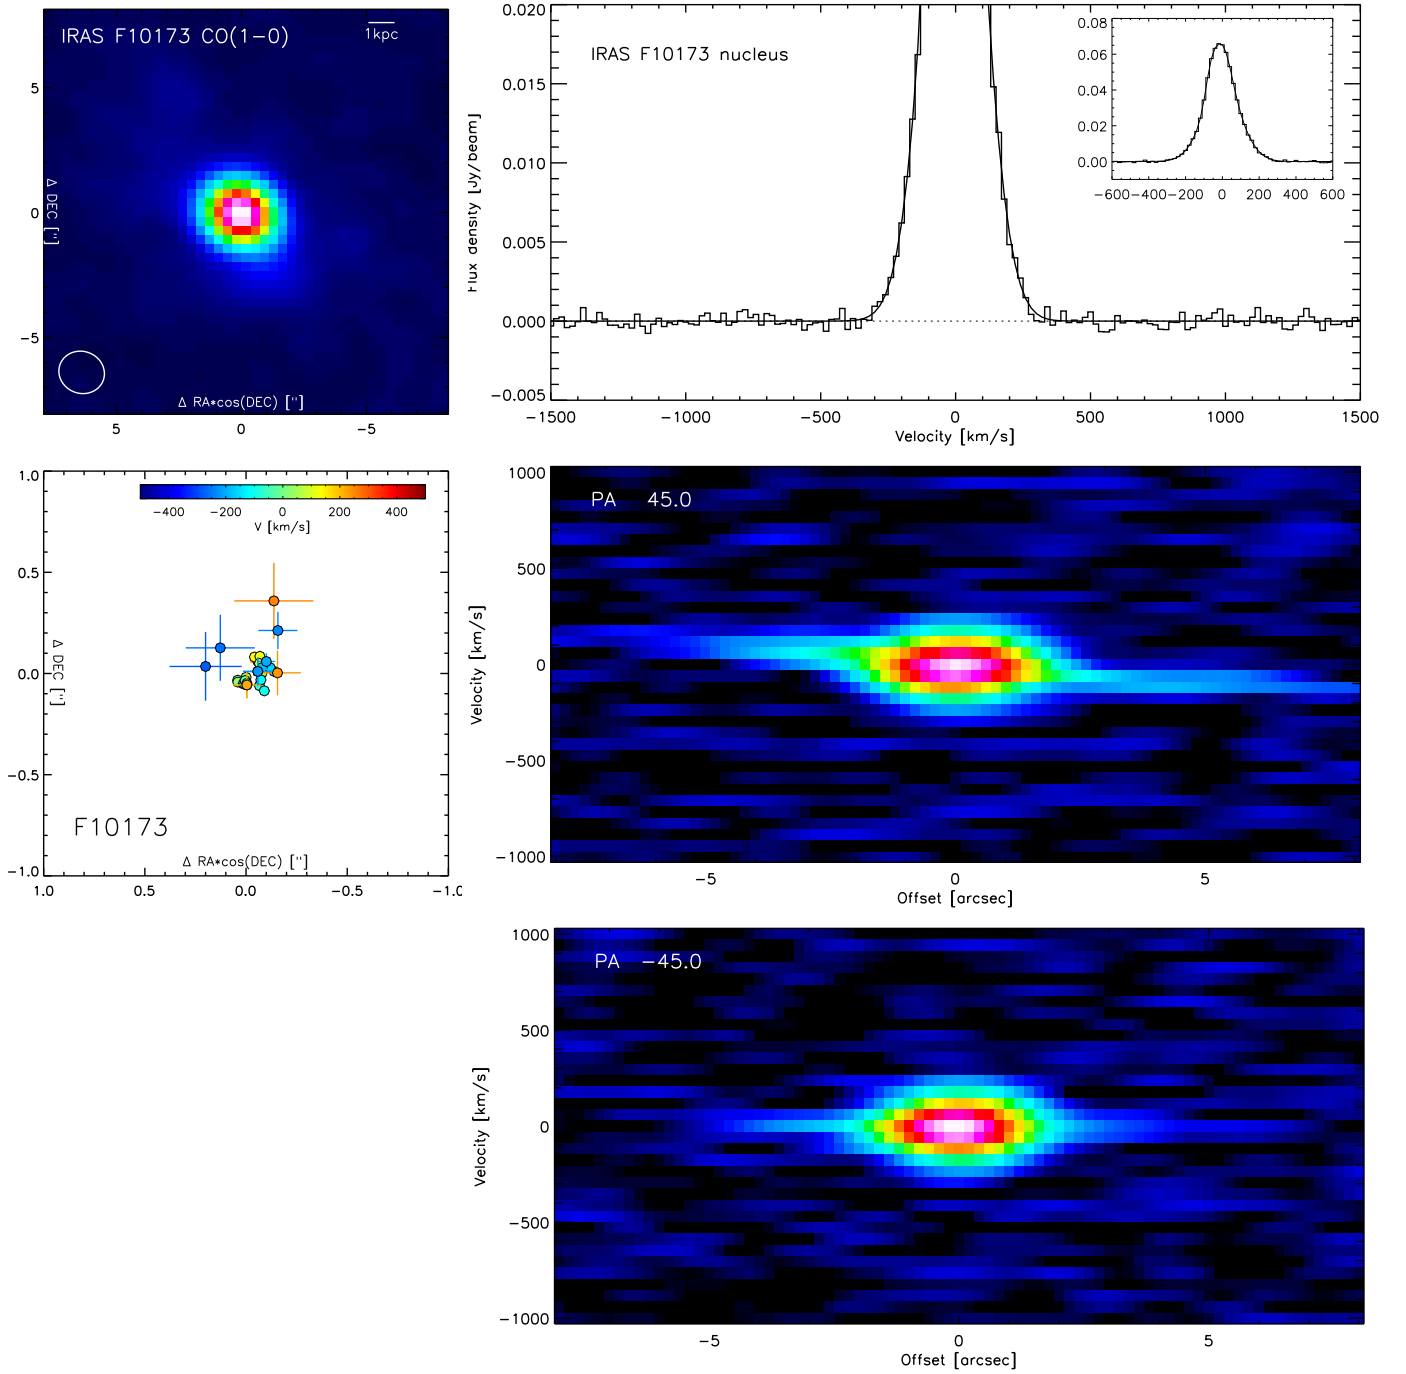 IRAS F10173 CO(1-0)
1kpc
5
0
−5
Δ DEC ["]
Δ RA*cos(DEC) ["]
5 0 −5
0.020
0.015
0.010
0.005
0.000
−0.005
Flux density [Jy/beam]
IRAS F10173 nucleus
0.08
0.06
0.04
0.02
0.00
−600 −400 −200 0 200 400 600
−1500 −1000 −500 0 500 1000 1500
Velocity [km/s]
1.0
0.5
0.0
−0.5
−1.0
−400 −200 0 200 400
V [km/s]
Δ DEC ["]
F10173
Δ RA*cos(DEC) ["]
1.0 0.5 0.0 −0.5 −1.0
PA 45.0
1000
500
0
−500
−1000
Velocity [km/s]
−5 0 5
Offset [arcsec]
PA −45.0
1000
500
0
−500
−1000
Velocity [km/s]
−5 0 5
Offset [arcsec]